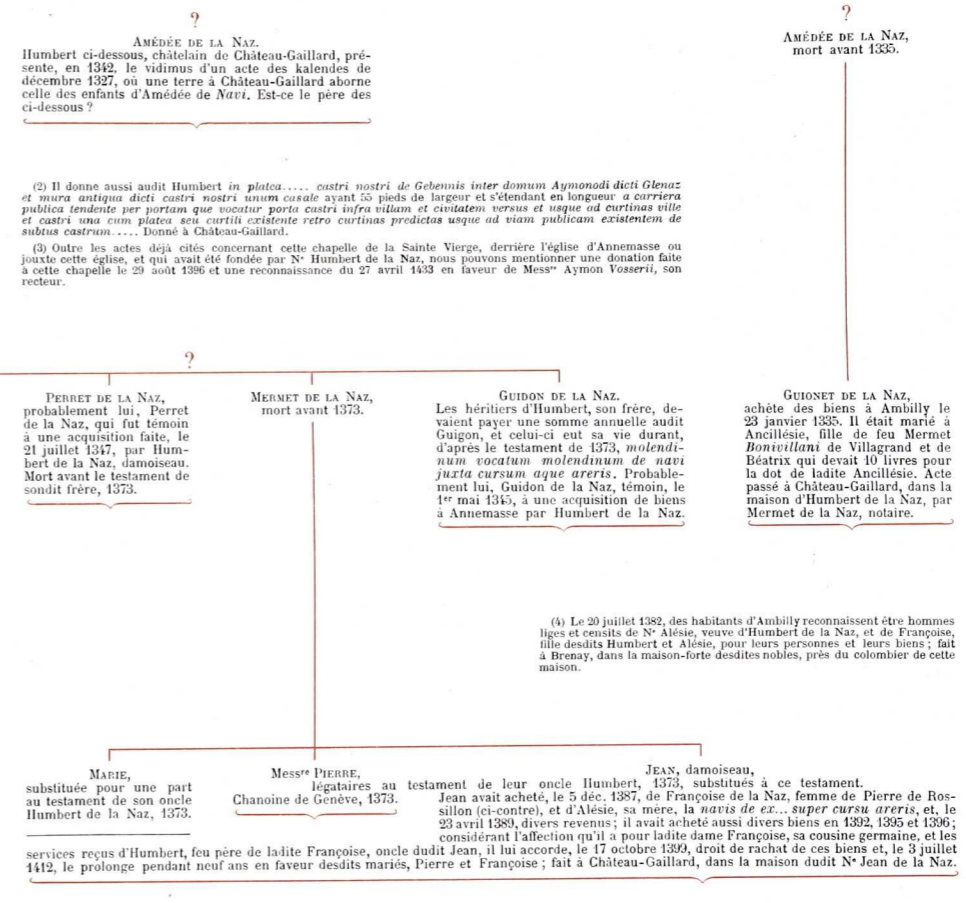 ?
AMÉDÉE DE LA NAZ.
Humbert ci-dessous, châtelain de Château-Gaillard, pré-
sente, en 1342, le vidimus d'un acte des kalendes de
décembre 1327, où une terre à Château-Gaillard aborne
celle des enfants d'Amédée de Navi. Est-ce le père des
ci-dessous ?
?
AMÉDÉE DE LA NAZ,
mort avant 1335.
(2) Il donne aussi audit Humbert in platea..... castri nostri de Gebennis inter domum Aymonodi dicti Glenaz
et mura antiqua dicti castri nostri unum casale ayant 55 pieds de largeur et s'étendant en longueur a carriera
publica tendente per portam que vocatur porta castri infra villam et civitatem versus et usque ad curtinas ville
et castri una cum platea seu curtili existente retro curtinas predictas usque ad viam publicam existentem de
subtus castrum..... Donné à Château-Gaillard.
(3) Outre les actes déjà cités concernant cette chapelle de la Sainte Vierge, derrière l'église d'Annemasse ou
jouxte cette église, et qui avait été fondée par Nᵉ Humbert de la Naz, nous pouvons mentionner une donation faite
à cette chapelle le 29 août 1396 et une reconnaissance du 27 avril 1433 en faveur de Messʳᵉ Aymon Vosserii, son
recteur.
?
PERRET DE LA NAZ,
probablement lui, Perret
de la Naz, qui fut témoin
à une acquisition faite, le
21 juillet 1347, par Hum-
bert de la Naz, damoiseau.
Mort avant le testament de
sondit frère, 1373.
MERMET DE LA NAZ,
mort avant 1373.
GUIDON DE LA NAZ.
Les héritiers d'Humbert, son frère, de-
vaient payer une somme annuelle audit
Guigon, et celui-ci eut sa vie durant,
d'après le testament de 1373, molendi-
num vocatum molendinum de navi
juxta cursum aque areris. Probable-
ment lui, Guidon de la Naz, témoin, le
1ᵉʳ mai 1345, à une acquisition de biens
à Annemasse par Humbert de la Naz.
GUIONET DE LA NAZ,
achète des biens à Ambilly le
23 janvier 1335. Il était marié à
Ancillésie, fille de feu Mermet
Bonivillani de Villagrand et de
Béatrix qui devait 10 livres pour
la dot de ladite Ancillésie. Acte
passé à Château-Gaillard, dans la
maison d'Humbert de la Naz, par
Mermet de la Naz, notaire.
(4) Le 20 juillet 1382, des habitants d'Ambilly reconnaissent être hommes
liges et censits de Nᵉ Alésie, veuve d'Humbert de la Naz, et de Françoise,
fille desdits Humbert et Alésie, pour leurs personnes et leurs biens ; fait
à Brenay, dans la maison-forte desdites nobles, près du colombier de cette
maison.
MARIE,
substituée pour une part
au testament de son oncle
Humbert de la Naz, 1373.
Messʳᵉ PIERRE, JEAN, damoiseau,
légataires au testament de leur oncle Humbert, 1373, substitués à ce testament.
Chanoine de Genève, 1373.
Jean avait acheté, le 5 déc. 1387, de Françoise de la Naz, femme de Pierre de Ros-
sillon (ci-contre), et d'Alésie, sa mère, la navis de ex... super cursu areris, et, le
23 avril 1389, divers revenus ; il avait acheté aussi divers biens en 1392, 1395 et 1396 ;
considérant l'affection qu'il a pour ladite dame Françoise, sa cousine germaine, et les
services reçus d'Humbert, feu père de ladite Françoise, oncle dudit Jean, il lui accorde, le 17 octobre 1399, droit de rachat de ces biens et, le 3 juillet
1412, le prolonge pendant neuf ans en faveur desdits mariés, Pierre et Françoise ; fait à Château-Gaillard, dans la maison dudit Nᵉ Jean de la Naz.